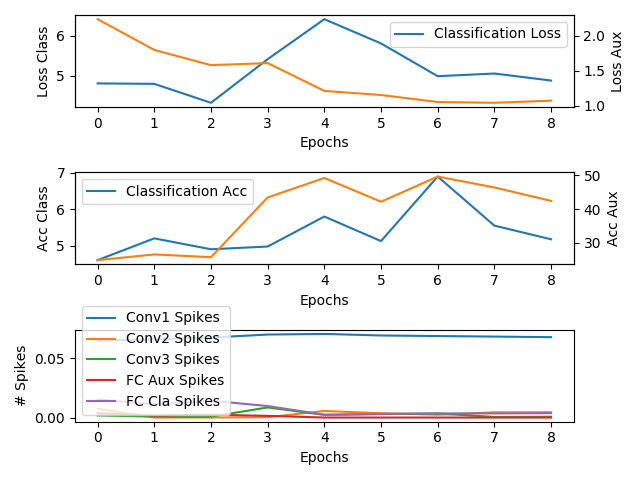 Classification Loss
Loss Class
6
5
2.0
1.5
1.0
Loss Aux
0 1 2 3 4 5 6 7 8
Epochs
Classification Acc
Acc Class
7
6
5
50
40
30
Acc Aux
0 1 2 3 4 5 6 7 8
Epochs
Conv1 Spikes
Conv2 Spikes
Conv3 Spikes
FC Aux Spikes
FC Cla Spikes
# Spikes
0.05
0.00
0 1 2 3 4 5 6 7 8
Epochs